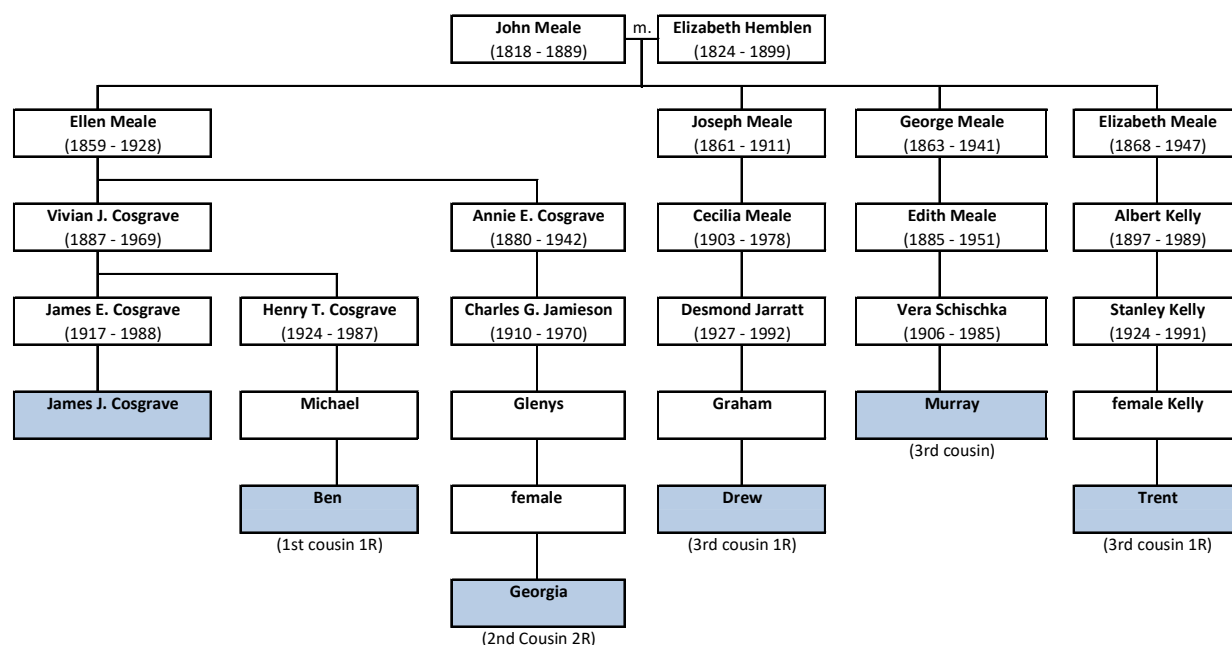 John Meale
(1818 - 1889)
m.
Elizabeth Hemblen
(1824 - 1899)
Ellen Meale
(1859 - 1928)
Joseph Meale
(1861 - 1911)
George Meale
(1863 - 1941)
Elizabeth Meale
(1868 - 1947)
Vivian J. Cosgrave
(1887 - 1969)
Annie E. Cosgrave
(1880 - 1942)
Cecilia Meale
(1903 - 1978)
Edith Meale
(1885 - 1951)
Albert Kelly
(1897 - 1989)
James E. Cosgrave
(1917 - 1988)
Henry T. Cosgrave
(1924 - 1987)
Charles G. Jamieson
(1910 - 1970)
Desmond Jarratt
(1927 - 1992)
Vera Schischka
(1906 - 1985)
Stanley Kelly
(1924 - 1991)
James J. Cosgrave
Michael
Glenys
Graham
Murray
(3rd cousin)
female Kelly
Ben
(1st cousin 1R)
female
Drew
(3rd cousin 1R)
Trent
(3rd cousin 1R)
Georgia
(2nd Cousin 2R)